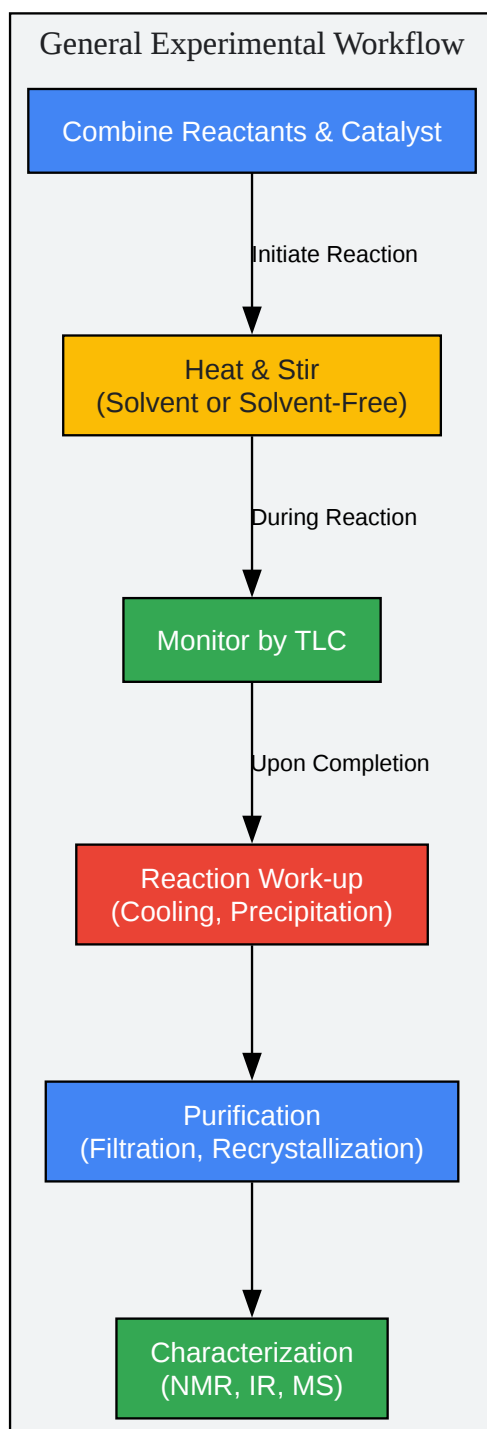 General Experimental Workflow
Combine Reactants & Catalyst
Initiate Reaction
Heat & Stir
(Solvent or Solvent-Free)
During Reaction
Monitor by TLC
Upon Completion
Reaction Work-up
(Cooling, Precipitation)
Purification
(Filtration, Recrystallization)
Characterization
(NMR, IR, MS)